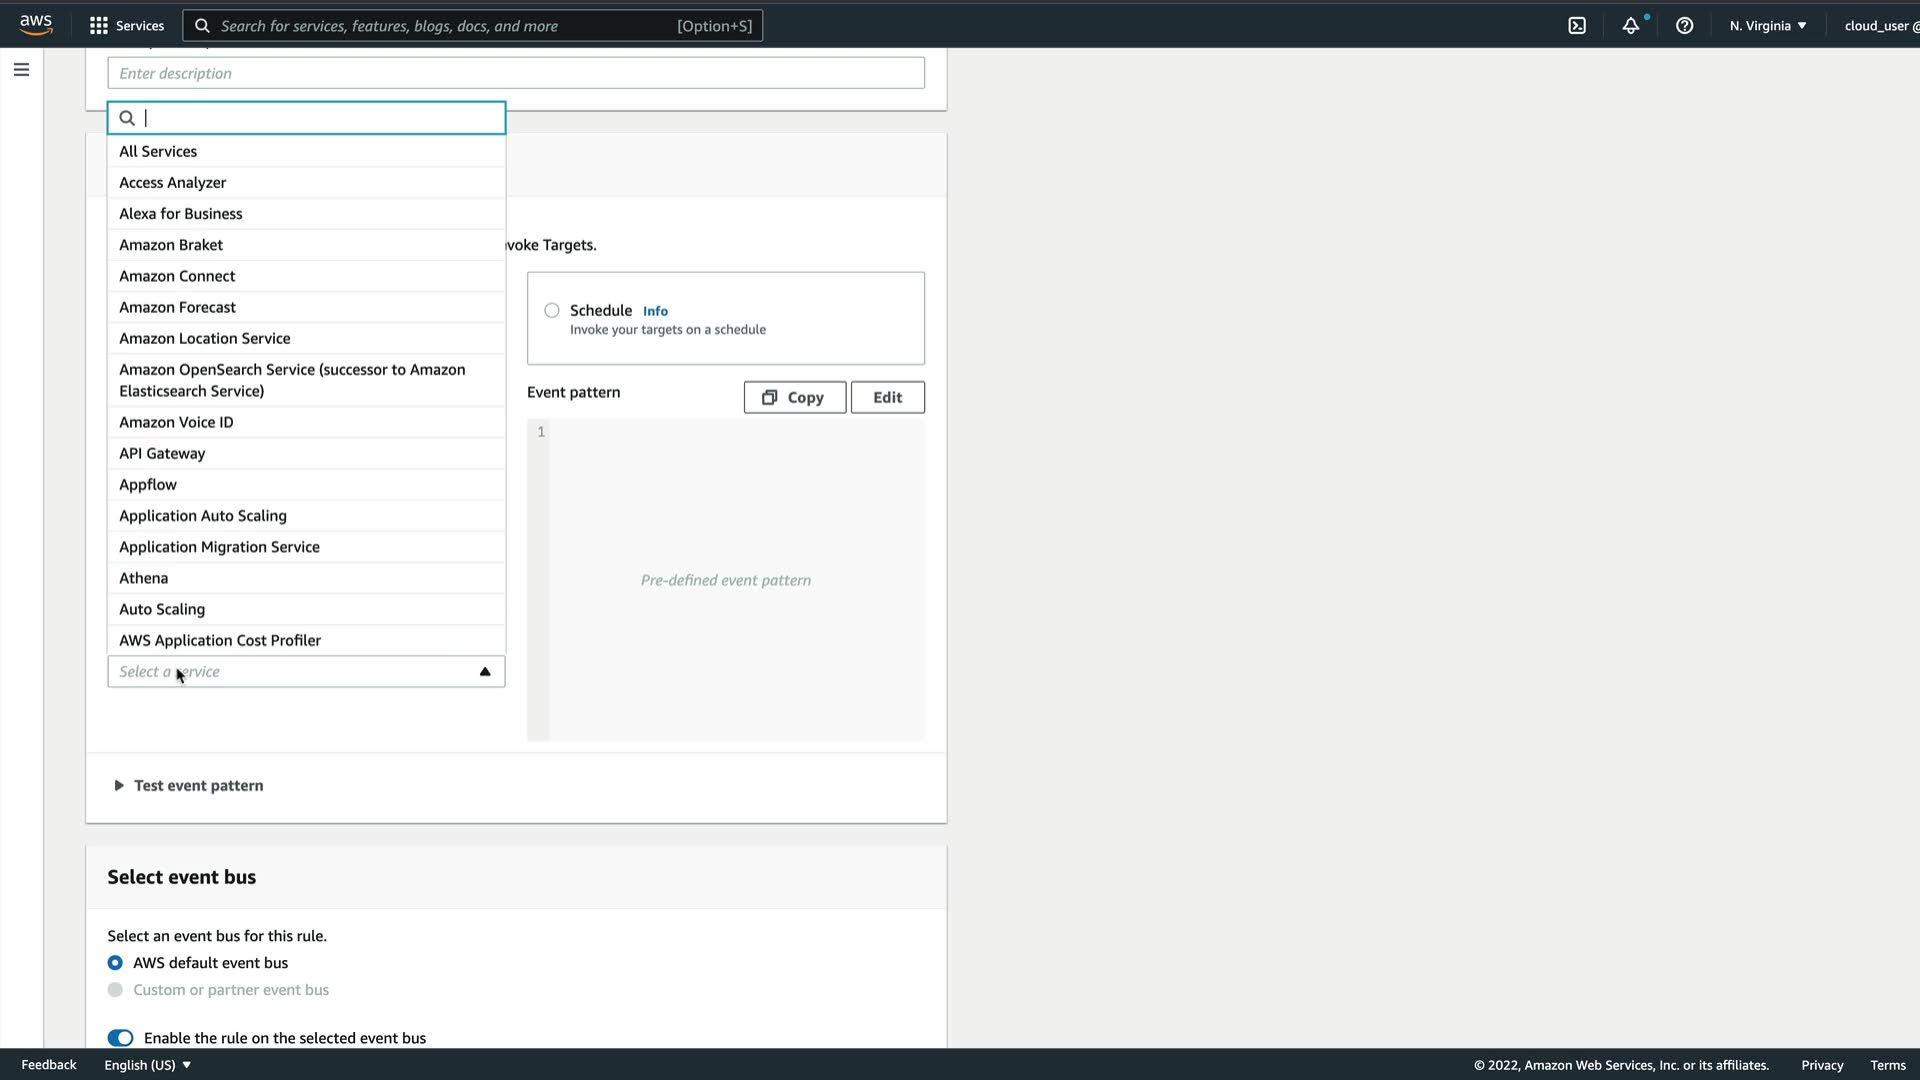 aws
Services
Search for services, features, blogs, docs, and more
[Option+S]
N. Virginia
cloud_user @
Enter description
All Services
Access Analyzer
Alexa for Business
Amazon Braket
Amazon Connect
Amazon Forecast
Amazon Location Service
Amazon OpenSearch Service (successor to Amazon
Elasticsearch Service)
Amazon Voice ID
API Gateway
Appflow
Application Auto Scaling
Application Migration Service
Athena
Auto Scaling
AWS Application Cost Profiler
Select a service
voke Targets.
Schedule Info
Invoke your targets on a schedule
Event pattern
Copy
Edit
1
Pre-defined event pattern
Test event pattern
Select event bus
Select an event bus for this rule.
AWS default event bus
Custom or partner event bus
Enable the rule on the selected event bus
Feedback
English (US)
© 2022, Amazon Web Services, Inc. or its affiliates.
Privacy
Terms